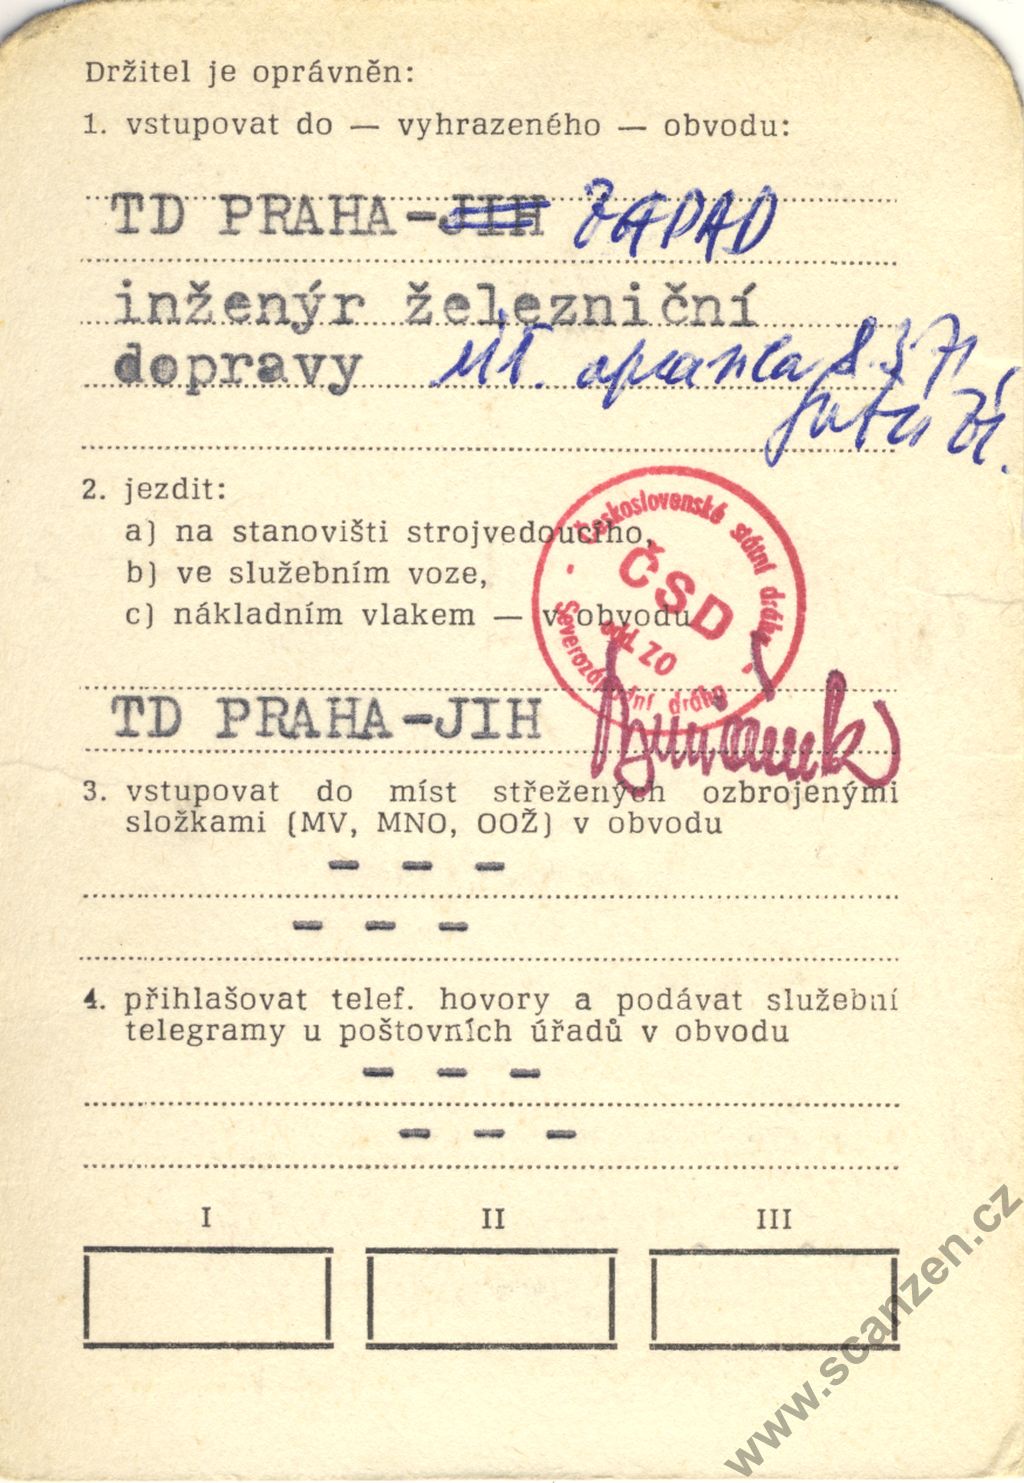 Držitel je oprávněn:
1. vstupovat do — vyhrazeného — obvodu:
TD PRAHA-JIH ZAPAD
inženýr železniční
dopravy
2. jezdit:
a) na stanovišti strojvedoucího,
b) ve služebním voze,
c) nákladním vlakem — v obvodu
Československé státní dráhy
ČSD
ZO
Severozápadní dráha
TD PRAHA-JIH
3. vstupovat do míst střežených ozbrojenými
složkami (MV, MNO, OOŽ) v obvodu
— — —
— — —
4. přihlašovat telef. hovory a podávat služební
telegramy u poštovních úřadů v obvodu
— — —
— — —
I II III
www.scanzen.cz